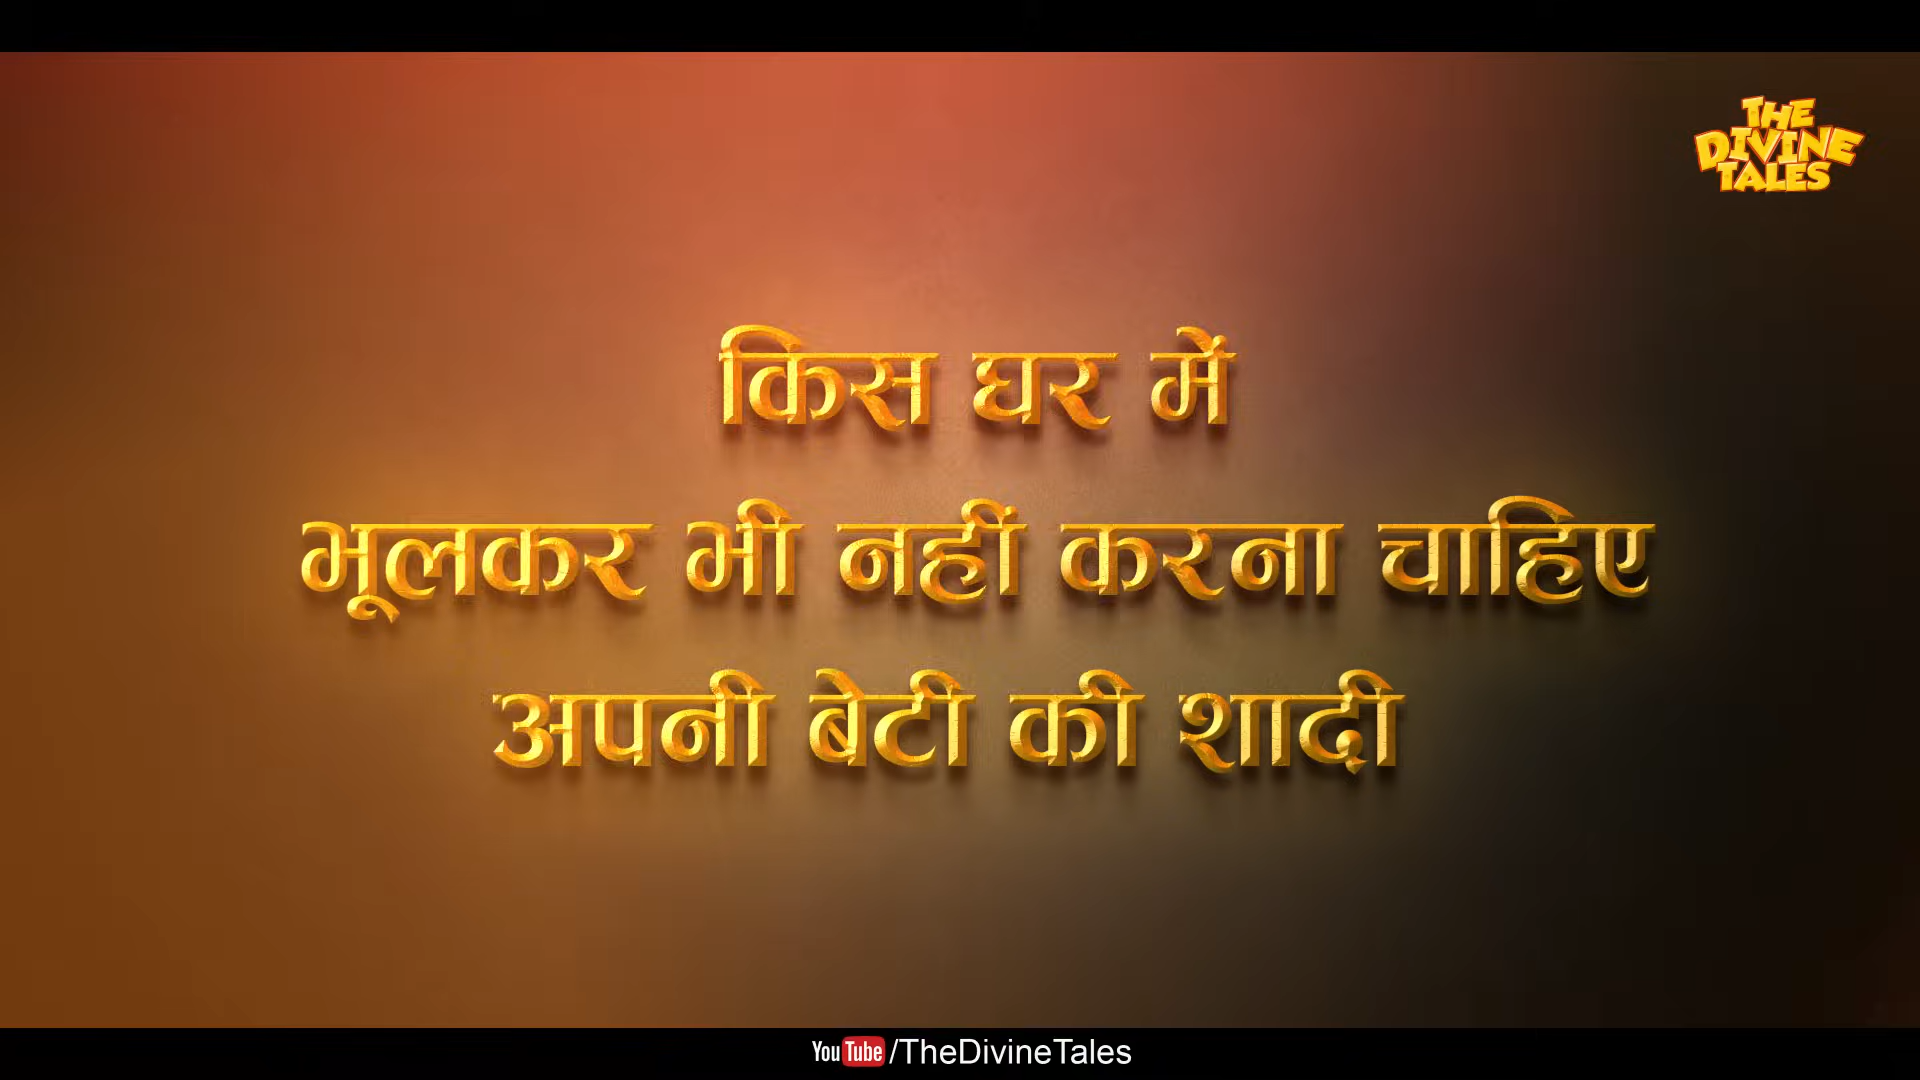 THE
DIVINE
TALES
किस घर में
भूलकर भी नहीं करना चाहिए
अपनी बेटी की शादी
YouTube/TheDivineTales